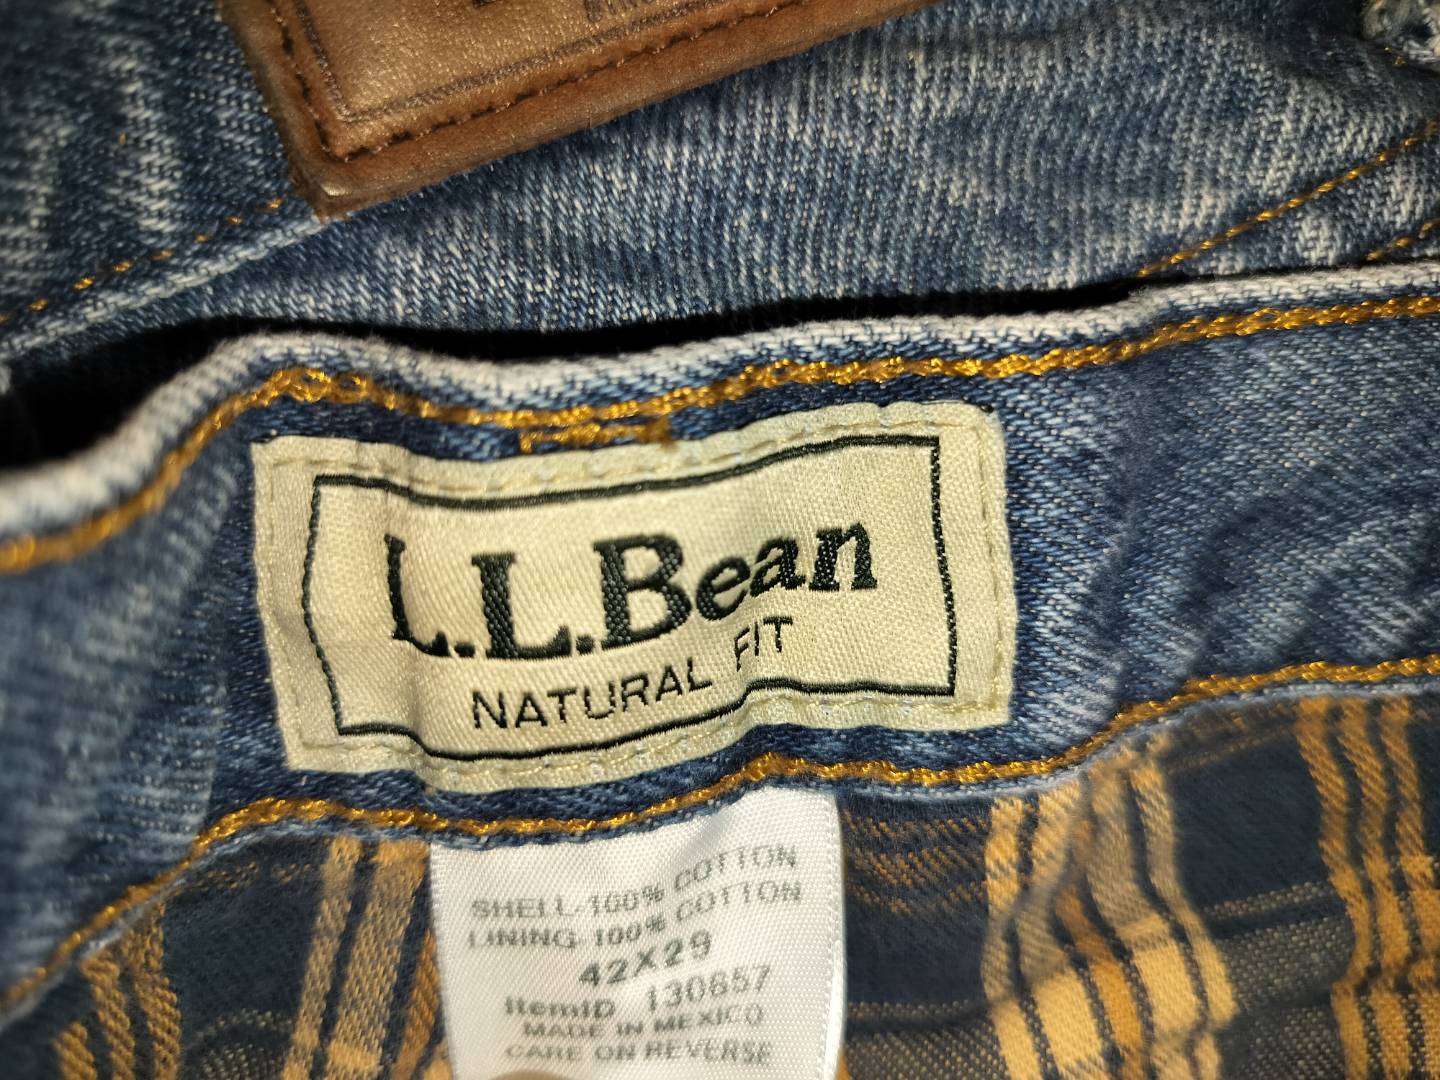 L.L.Bean
NATURAL FIT
SHELL-100% COTTON
LINING-100% COTTON
42X29
ItemID 130857
MADE IN MEXICO
CARE ON REVERSE